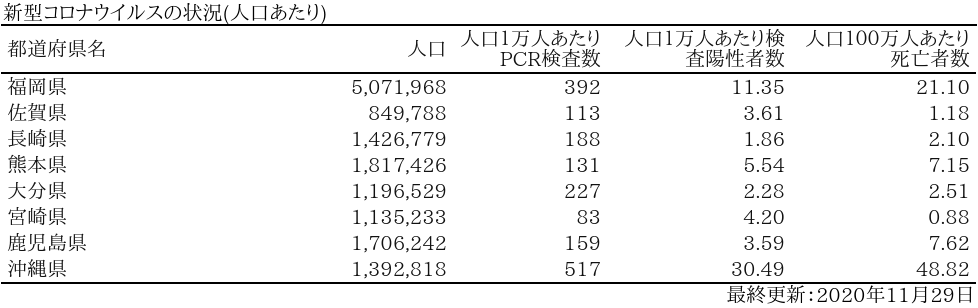 新型コロナウイルスの状況(人口あたり)
都道府県名 人口 人口1万人あたりPCR検査数 人口1万人あたり検査陽性者数 人口100万人あたり死亡者数
福岡県 5,071,968 392 11.35 21.10
佐賀県 849,788 113 3.61 1.18
長崎県 1,426,779 188 1.86 2.10
熊本県 1,817,426 131 5.54 7.15
大分県 1,196,529 227 2.28 2.51
宮崎県 1,135,233 83 4.20 0.88
鹿児島県 1,706,242 159 3.59 7.62
沖縄県 1,392,818 517 30.49 48.82
最終更新：2020年11月29日